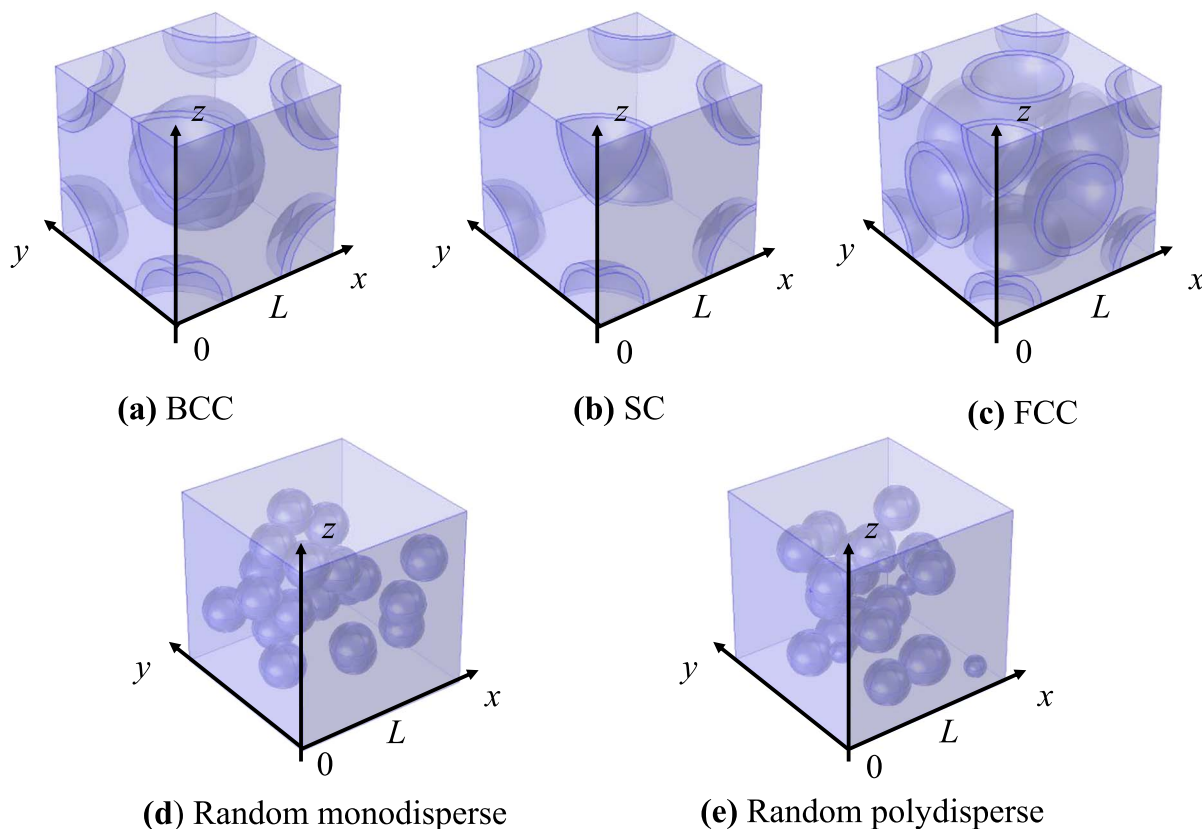 z z z
y x y x y x
L L L
0 0 0
(a) BCC (b) SC (c) FCC
z z
y x y x
L L
0 0
(d) Random monodisperse (e) Random polydisperse